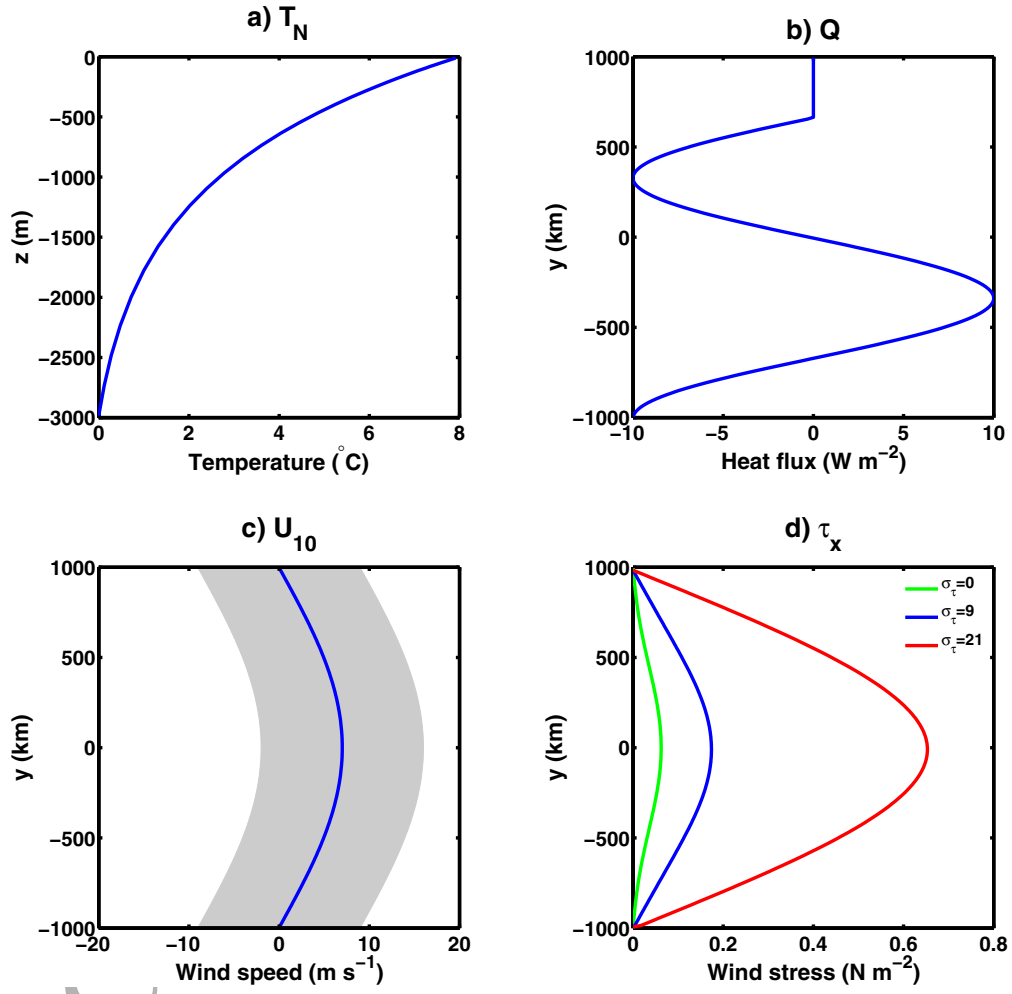 a) T_N
0
−500
−1000
−1500
−2000
−2500
−3000
z (m)
0 2 4 6 8
Temperature (°C)
b) Q
1000
500
0
−500
−1000
y (km)
−10 −5 0 5 10
Heat flux (W m⁻²)
c) U_10
1000
500
0
−500
−1000
y (km)
−20 −10 0 10 20
Wind speed (m s⁻¹)
d) τ_x
σ_τ=0
σ_τ=9
σ_τ=21
1000
500
0
−500
−1000
y (km)
0 0.2 0.4 0.6 0.8
Wind stress (N m⁻²)